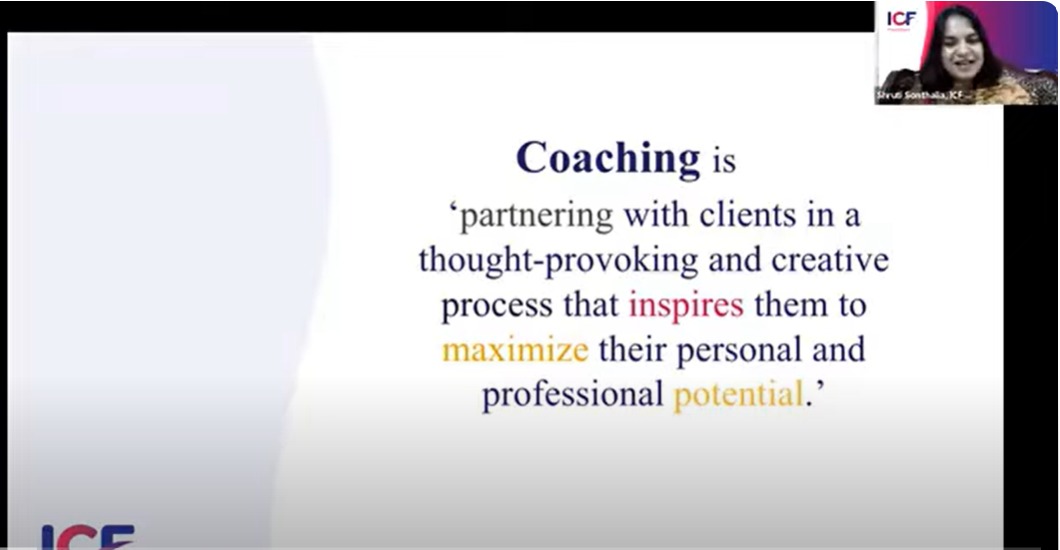 ICF
Shruti Sonthalia, ICF...
Coaching is
‘partnering with clients in a
thought-provoking and creative
process that inspires them to
maximize their personal and
professional potential.’
ICF